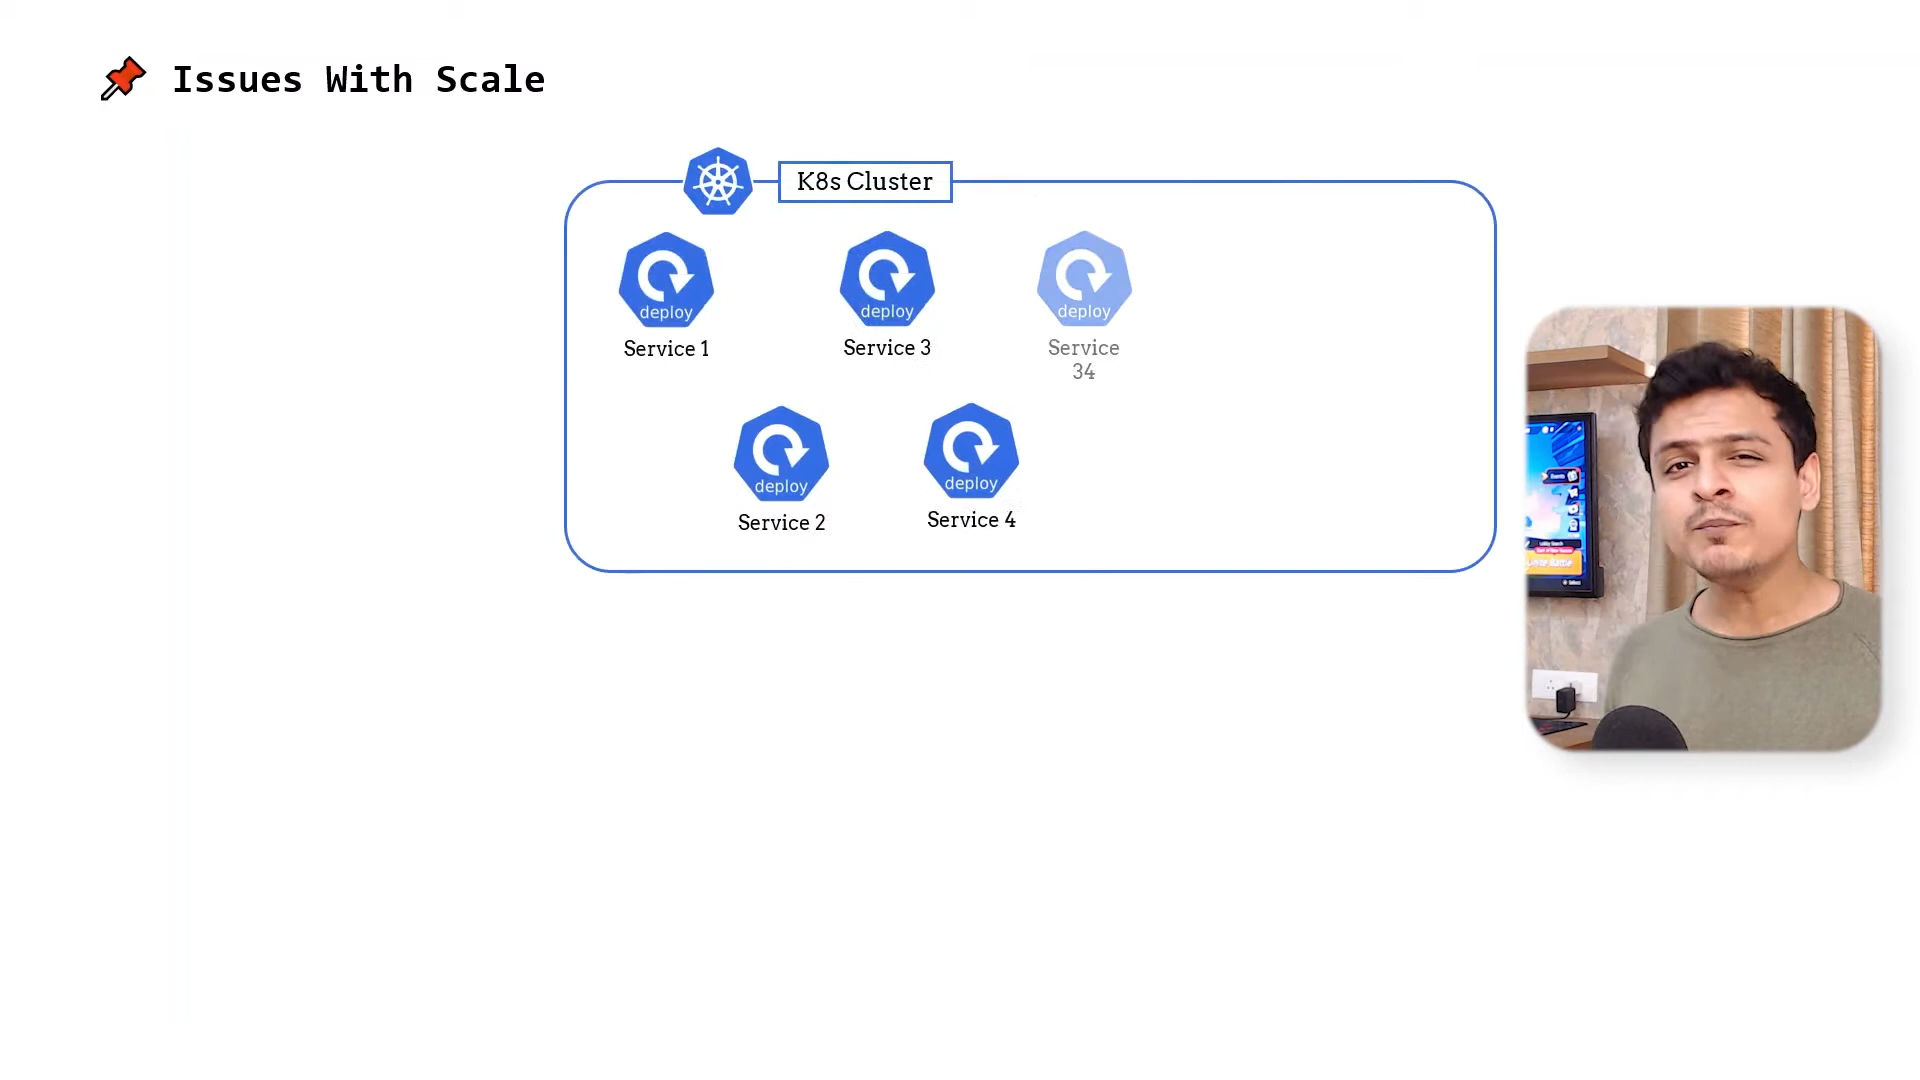 Issues With Scale
K8s Cluster
deploy
Service 1
deploy
Service 3
deploy
Service
34
deploy
Service 2
deploy
Service 4